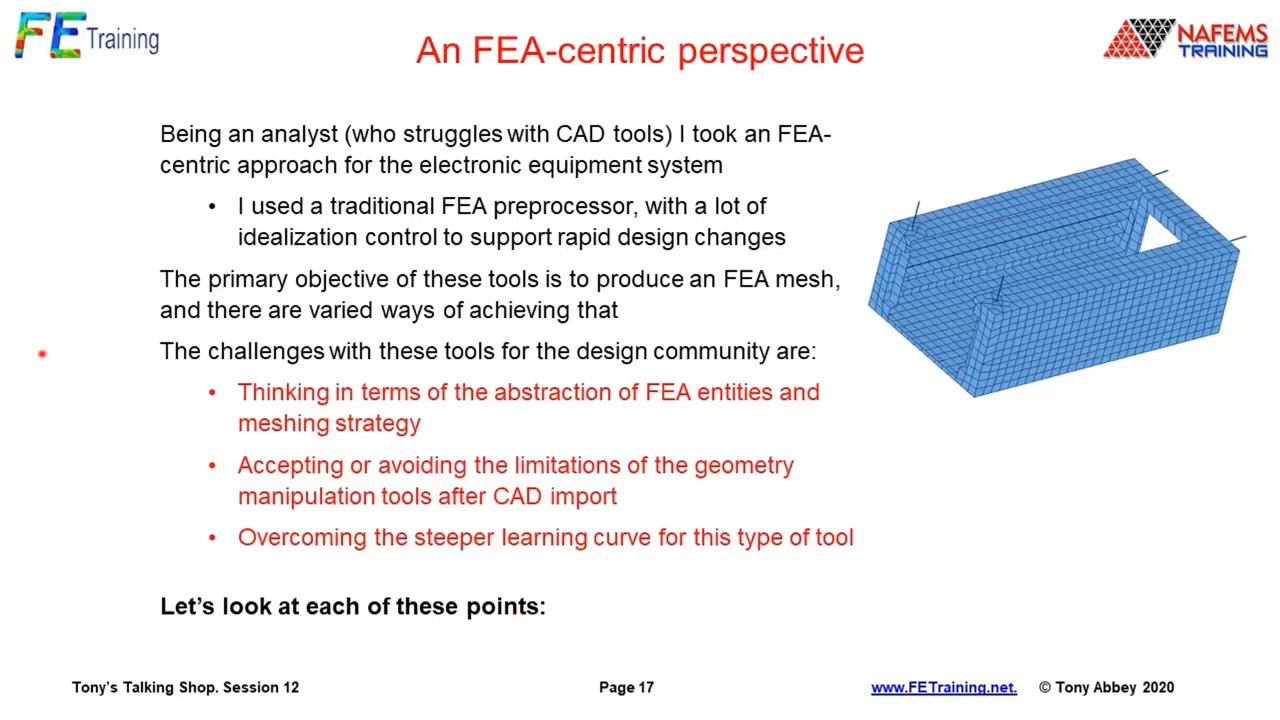 FE Training
An FEA-centric perspective
NAFEMS
TRAINING
Being an analyst (who struggles with CAD tools) I took an FEA-
centric approach for the electronic equipment system
• I used a traditional FEA preprocessor, with a lot of
idealization control to support rapid design changes
The primary objective of these tools is to produce an FEA mesh,
and there are varied ways of achieving that
The challenges with these tools for the design community are:
• Thinking in terms of the abstraction of FEA entities and
meshing strategy
• Accepting or avoiding the limitations of the geometry
manipulation tools after CAD import
• Overcoming the steeper learning curve for this type of tool
Let’s look at each of these points:
Tony’s Talking Shop. Session 12
Page 17
www.FETraining.net. © Tony Abbey 2020